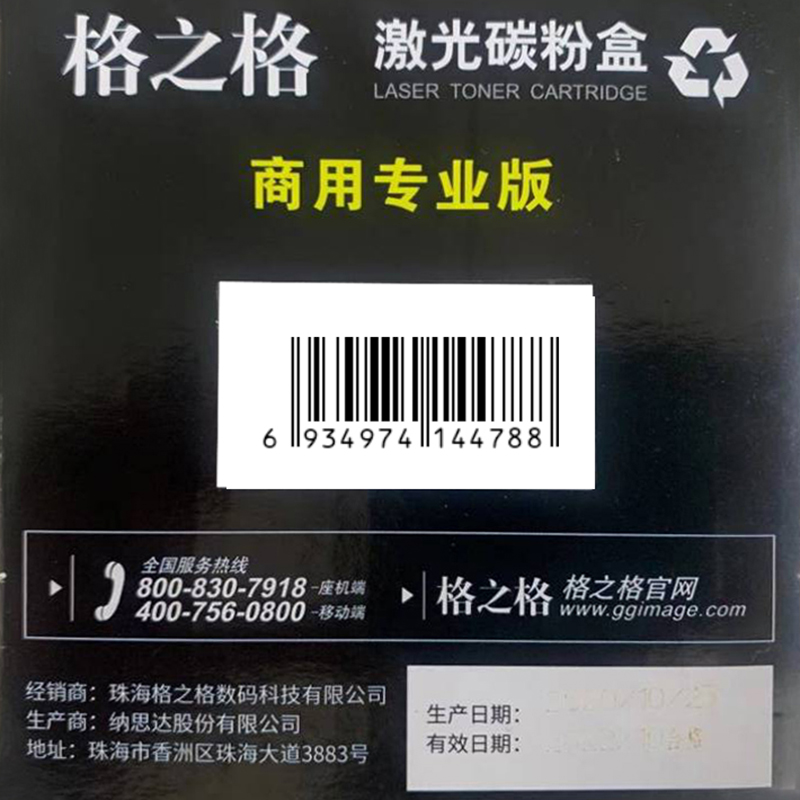 格之格
激光碳粉盒
LASER TONER CARTRIDGE
商用专业版
6 934974 144788
全国服务热线
800-830-7918-座机端
400-756-0800-移动端
格之格 格之格官网
www.ggimage.com
经销商：珠海格之格数码科技有限公司
生产商：纳思达股份有限公司
地址：珠海市香洲区珠海大道3883号
生产日期：
有效日期：